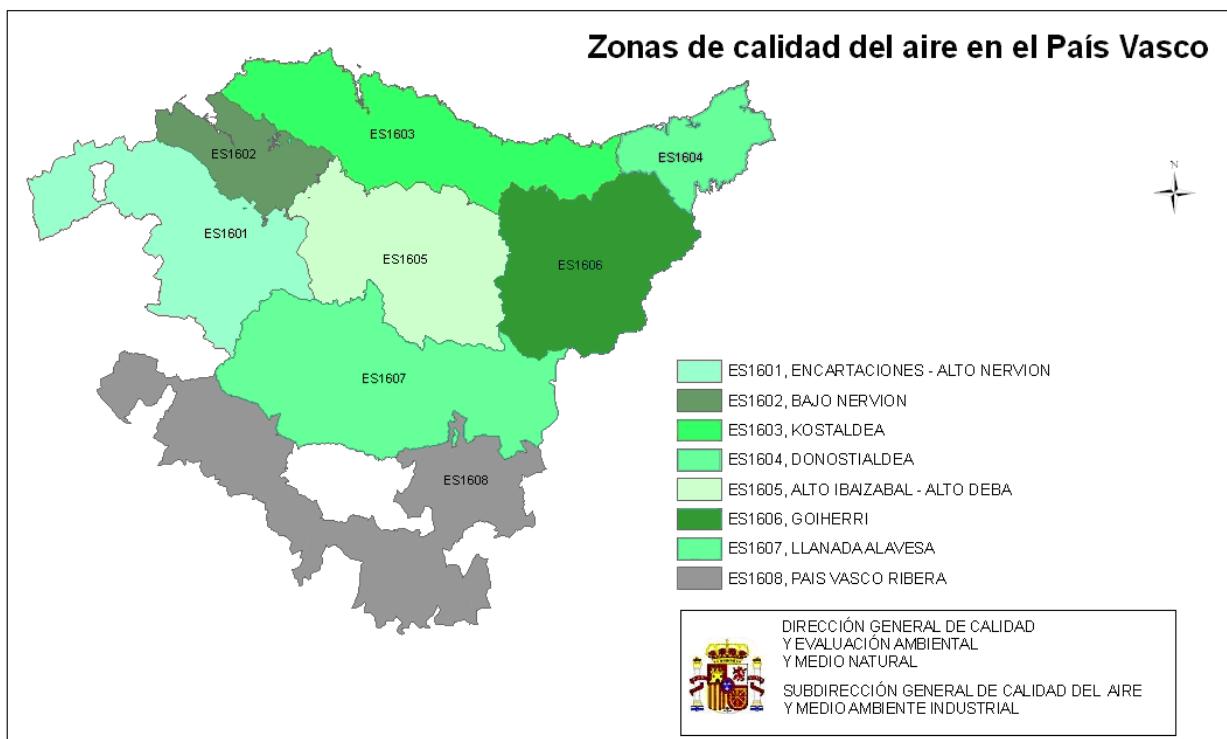 Zonas de calidad del aire en el País Vasco
ES1603
ES1602
ES1604
N
ES1601
ES1605
ES1606
ES1607
ES1608
ES1601, ENCARTACIONES - ALTO NERVION
ES1602, BAJO NERVION
ES1603, KOSTALDEA
ES1604, DONOSTIALDEA
ES1605, ALTO IBAIZABAL - ALTO DEBA
ES1606, GOIHERRI
ES1607, LLANADA ALAVESA
ES1608, PAIS VASCO RIBERA
DIRECCIÓN GENERAL DE CALIDAD
Y EVALUACIÓN AMBIENTAL
Y MEDIO NATURAL
SUBDIRECCIÓN GENERAL DE CALIDAD DEL AIRE
Y MEDIO AMBIENTE INDUSTRIAL